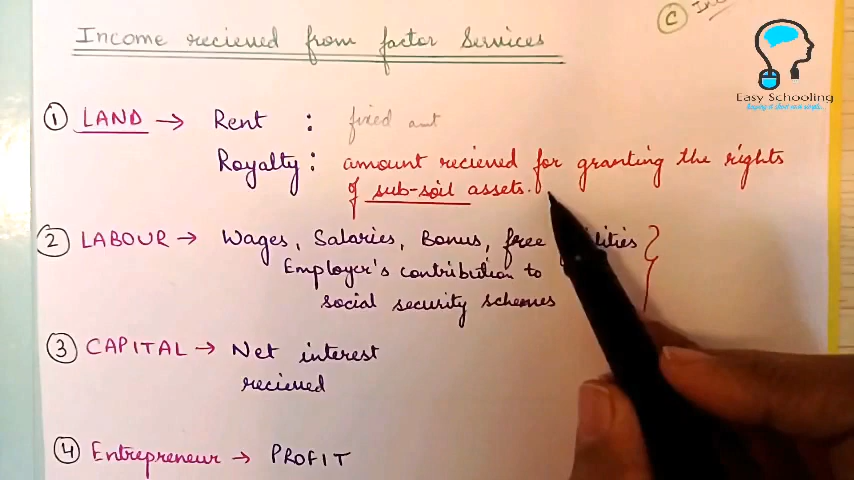 Income recieved from factor Services
C
Easy Schooling
1 LAND → Rent : fixed amt
Royalty : amount recieved for granting the rights
of sub-soil assets.
2 LABOUR → Wages, Salaries, Bonus, free
Employer's contribution to
social security schemes
3 CAPITAL → Net interest
recieved
4 Entrepreneur → PROFIT